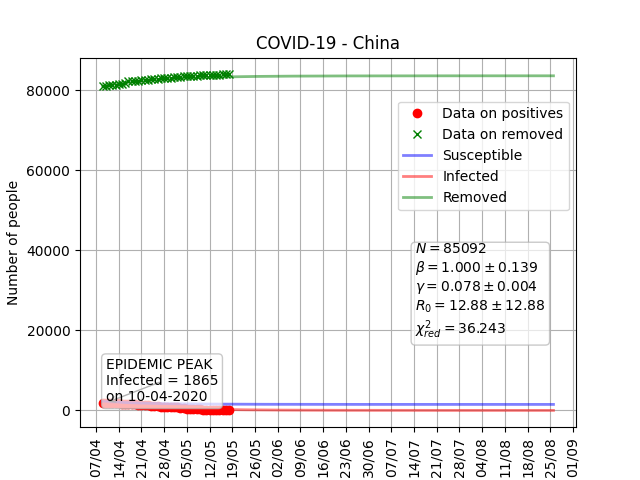 COVID-19 - China
Number of people
80000
60000
40000
20000
0
Data on positives
Data on removed
Susceptible
Infected
Removed
N = 85092
β = 1.000 ± 0.139
γ = 0.078 ± 0.004
R₀ = 12.88 ± 12.88
χ²red = 36.243
EPIDEMIC PEAK
Infected = 1865
on 10-04-2020
07/04
14/04
21/04
28/04
05/05
12/05
19/05
26/05
02/06
09/06
16/06
23/06
30/06
07/07
14/07
21/07
28/07
04/08
11/08
18/08
25/08
01/09